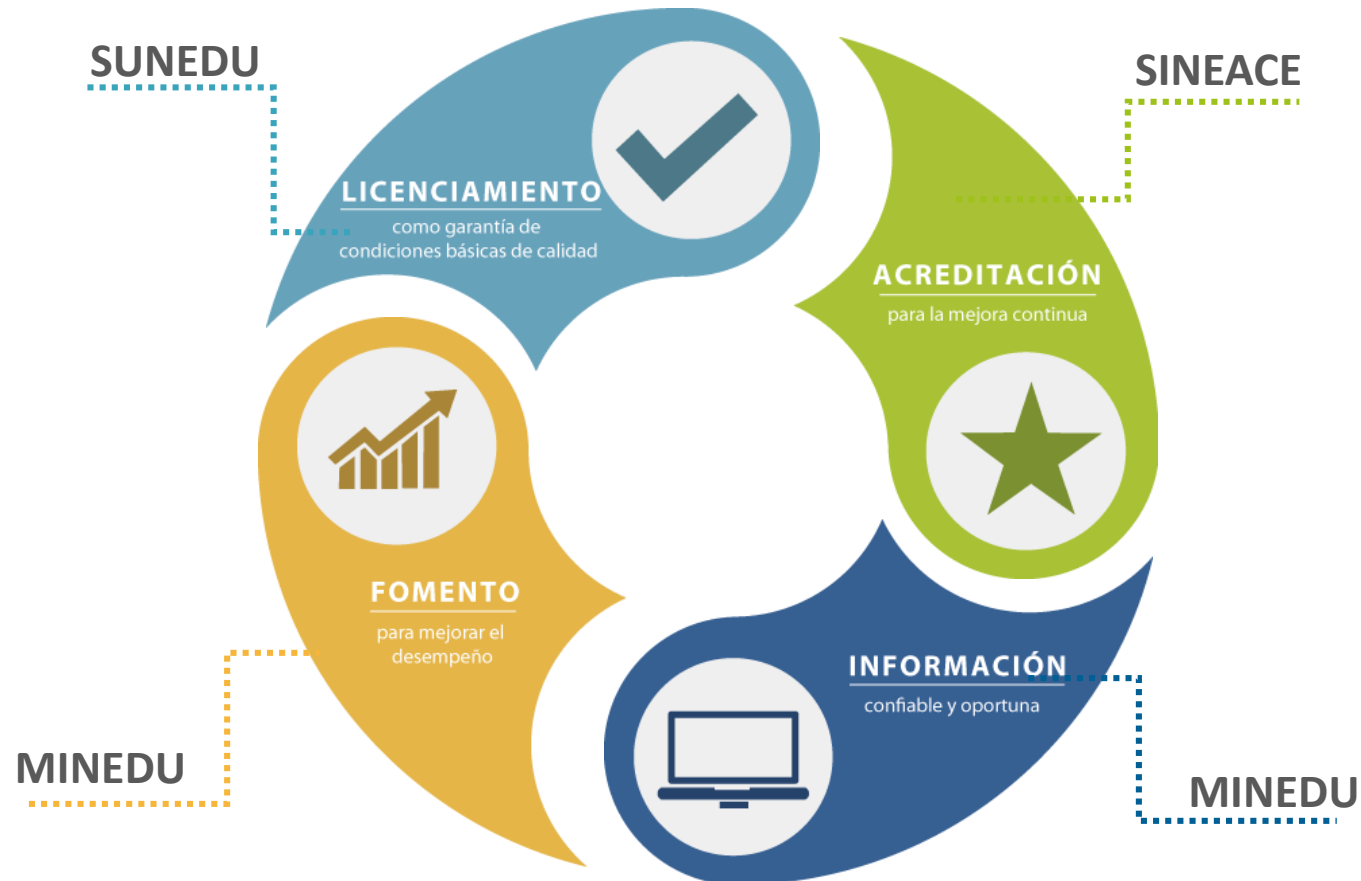 SUNEDU
LICENCIAMIENTO
como garantía de
condiciones básicas de calidad
SINEACE
ACREDITACIÓN
para la mejora continua
FOMENTO
para mejorar el
desempeño
MINEDU
INFORMACIÓN
confiable y oportuna
MINEDU